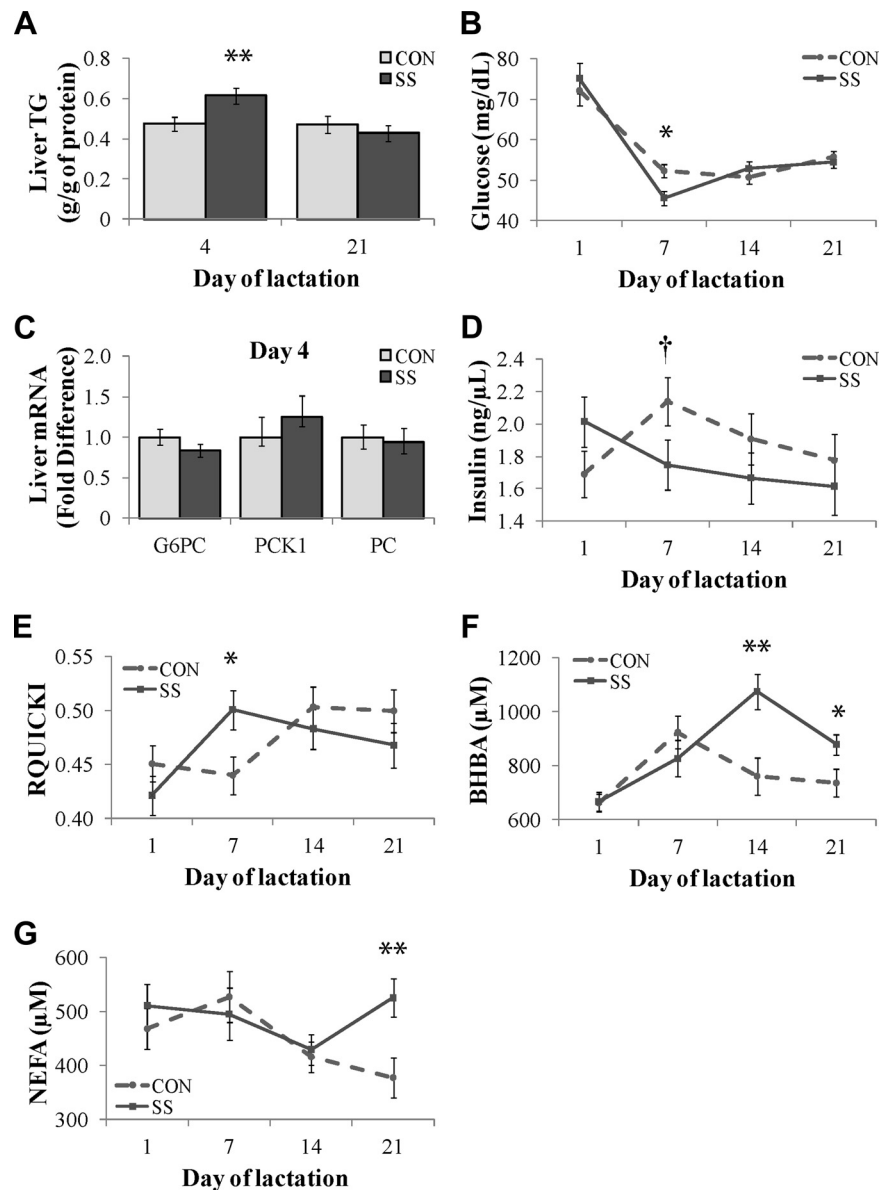 A
Liver TG
(g/g of protein)
0.8
0.6
0.4
0.2
0
**
CON
SS
4 21
Day of lactation
B
Glucose (mg/dL)
80
70
60
50
40
*
CON
SS
1 7 14 21
Day of lactation
C
Liver mRNA
(Fold Difference)
2.0
1.5
1.0
0.5
0
Day 4
CON
SS
G6PC PCK1 PC
D
Insulin (ng/µL)
2.4
2.2
2.0
1.8
1.6
1.4
†
CON
SS
1 7 14 21
Day of lactation
E
RQUICKI
0.55
0.50
0.45
0.40
CON
SS
*
1 7 14 21
Day of lactation
F
BHBA (µM)
1200
1000
800
600
CON
SS
**
*
1 7 14 21
Day of lactation
G
NEFA (µM)
600
500
400
300
**
CON
SS
1 7 14 21
Day of lactation